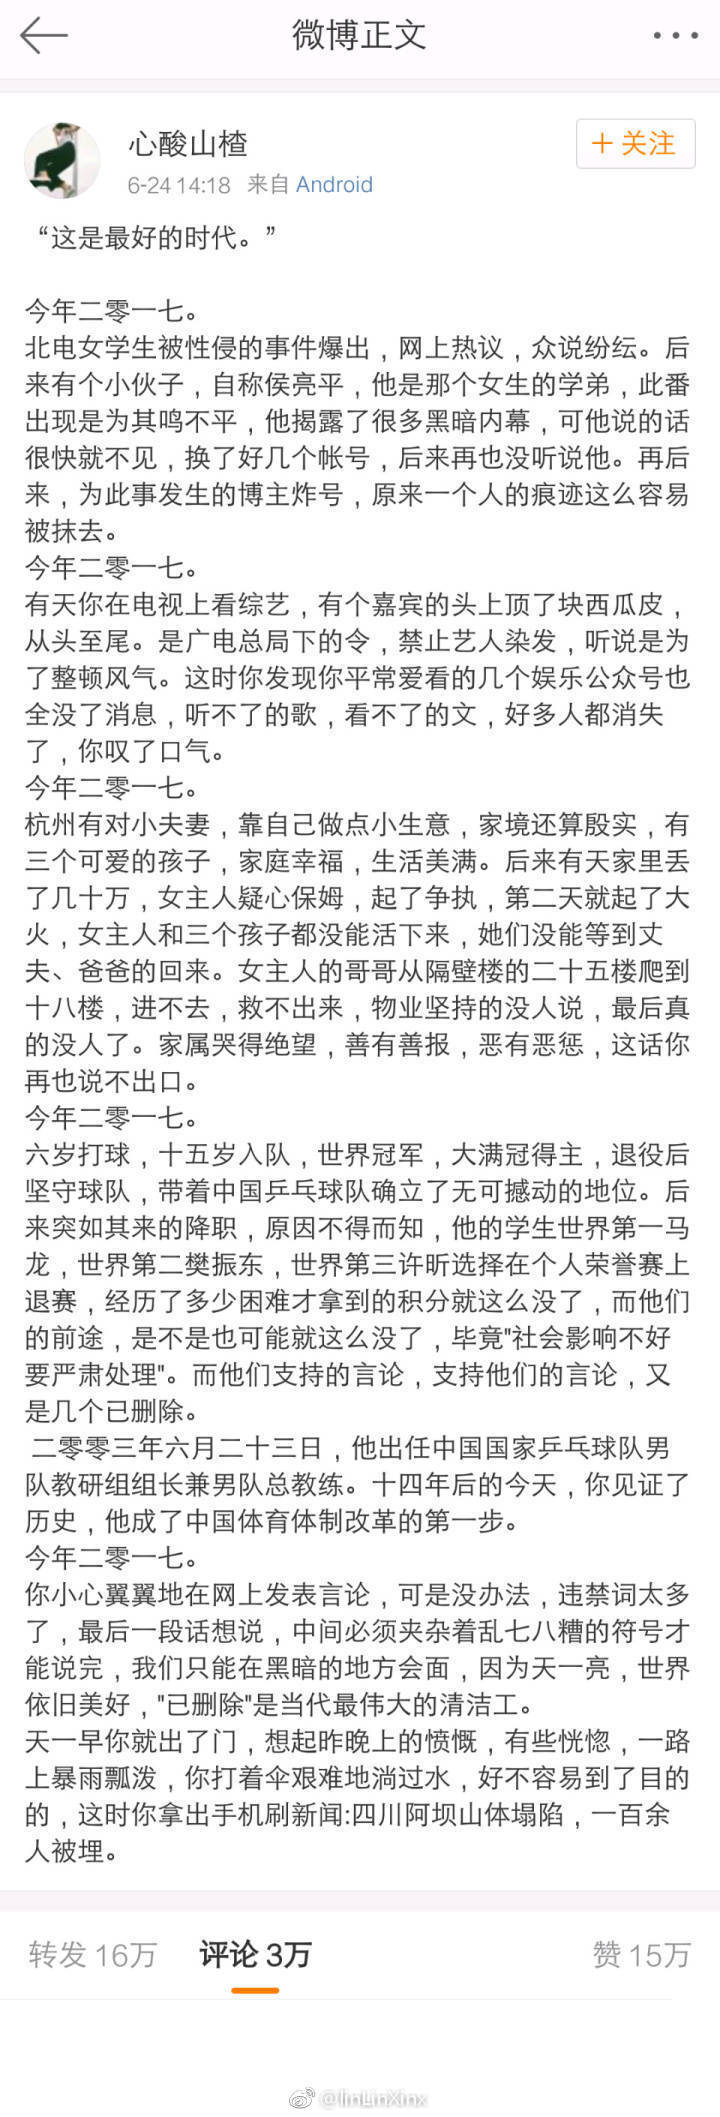 微博正文
心酸山楂
+ 关注
6-24 14:18 来自 Android
“这是最好的时代。”
今年二零一七。
北电女学生被性侵的事件爆出，网上热议，众说纷纭。后
来有个小伙子，自称侯亮平，他是那个女生的学弟，此番
出现是为其鸣不平，他揭露了很多黑暗内幕，可他说的话
很快就不见，换了好几个帐号，后来再也没听说他。再后
来，为此事发生的博主炸号，原来一个人的痕迹这么容易
被抹去。
今年二零一七。
有天你在电视上看综艺，有个嘉宾的头上顶了块西瓜皮，
从头至尾。是广电总局下的令，禁止艺人染发，听说是为
了整顿风气。这时你发现你平常爱看的几个娱乐公众号也
全没了消息，听不了的歌，看不了的文，好多人都消失
了，你叹了口气。
今年二零一七。
杭州有对小夫妻，靠自己做点小生意，家境还算殷实，有
三个可爱的孩子，家庭幸福，生活美满。后来有天家里丢
了几十万，女主人疑心保姆，起了争执，第二天就起了大
火，女主人和三个孩子都没能活下来，她们没能等到丈
夫、爸爸的回来。女主人的哥哥从隔壁楼的二十五楼爬到
十八楼，进不去，救不出来，物业坚持的没人说，最后真
的没人了。家属哭得绝望，善有善报，恶有恶惩，这话你
再也说不出口。
今年二零一七。
六岁打球，十五岁入队，世界冠军，大满冠得主，退役后
坚守球队，带着中国乒乓球队确立了无可撼动的地位。后
来突如其来的降职，原因不得而知，他的学生世界第一马
龙，世界第二樊振东，世界第三许昕选择在个人荣誉赛上
退赛，经历了多少困难才拿到的积分就这么没了，而他们
的前途，是不是也可能就这么没了，毕竟"社会影响不好
要严肃处理"。而他们支持的言论，支持他们的言论，又
是几个已删除。
二零零三年六月二十三日，他出任中国国家乒乓球队男
队教研组组长兼男队总教练。十四年后的今天，你见证了
历史，他成了中国体育体制改革的第一步。
今年二零一七。
你小心翼翼地在网上发表言论，可是没办法，违禁词太多
了，最后一段话想说，中间必须夹杂着乱七八糟的符号才
能说完，我们只能在黑暗的地方会面，因为天一亮，世界
依旧美好，"已删除"是当代最伟大的清洁工。
天一早你就出了门，想起昨晚上的愤慨，有些恍惚，一路
上暴雨瓢泼，你打着伞艰难地淌过水，好不容易到了目的
的，这时你拿出手机刷新闻:四川阿坝山体塌陷，一百余
人被埋。
转发 16万 评论 3万 赞 15万
@linLinXinx